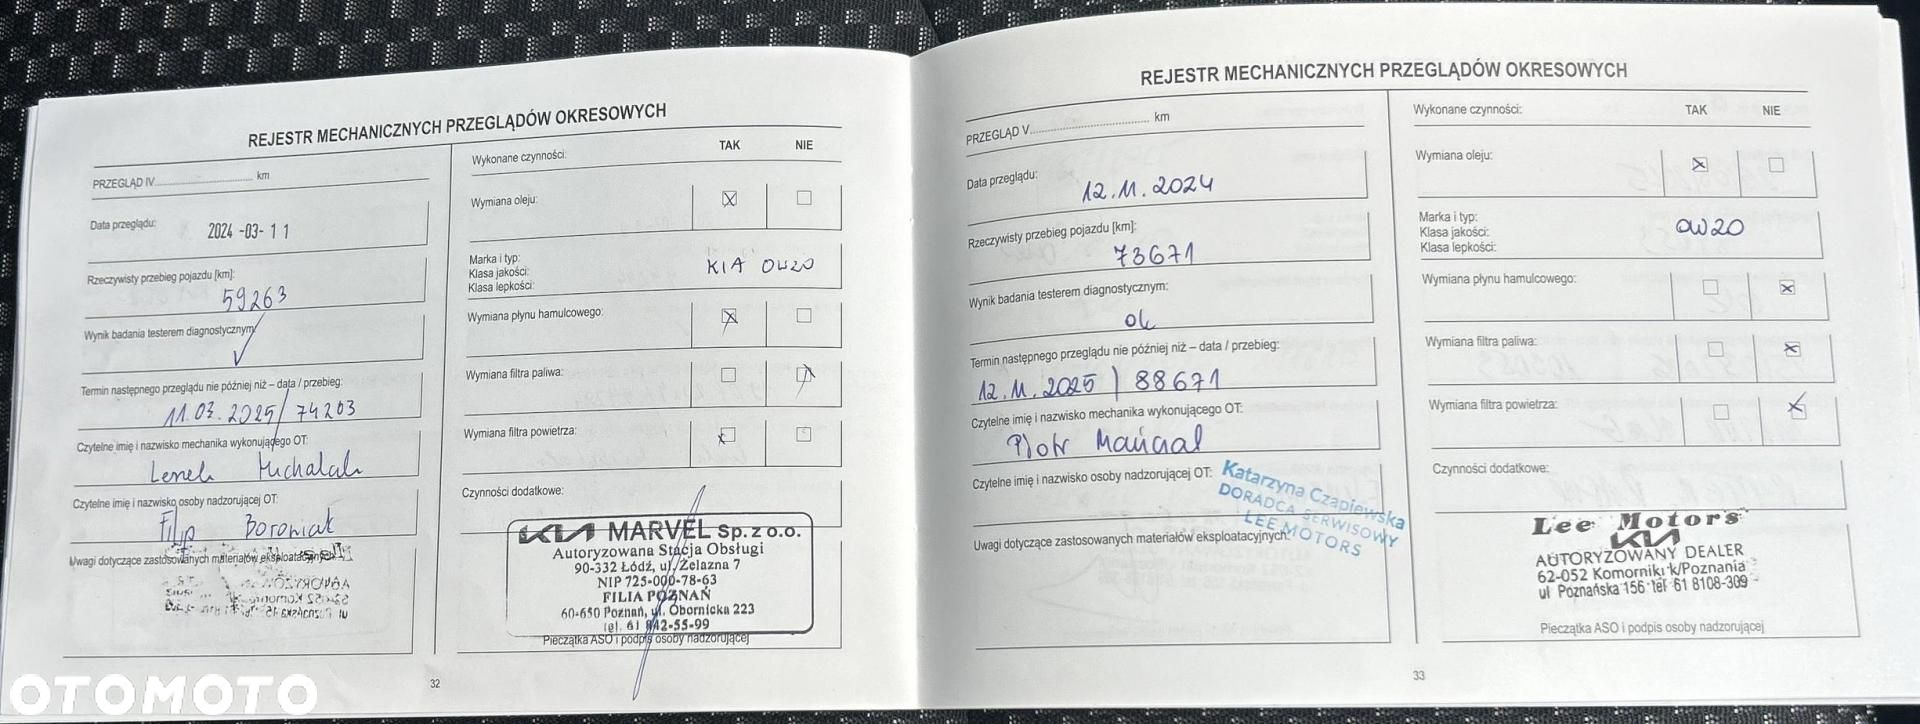 REJESTR MECHANICZNYCH PRZEGLĄDÓW OKRESOWYCH
PRZEGLĄD IV.................................. km
Data przeglądu:
2024-03-11
Rzeczywisty przebieg pojazdu [km]:
59263
Wynik badania testerem diagnostycznym
Termin następnego przeglądu nie później niż – data / przebieg:
11.03.2025/74263
Czytelne imię i nazwisko mechanika wykonującego OT:
Michalak
Czytelne imię i nazwisko osoby nadzorującej OT:
Filip Boroniak
Uwagi dotyczące zastosowanych materiałów eksploatacyjnych:
Wykonane czynności: TAK NIE
Wymiana oleju:
Marka i typ:
Klasa jakości:
Klasa lepkości:
KIA 0W20
Wymiana płynu hamulcowego:
Wymiana filtra paliwa:
Wymiana filtra powietrza:
Czynności dodatkowe:
KIA MARVEL Sp. z o.o.
Autoryzowana Stacja Obsługi
90-332 Łódź, ul. Żelazna 7
NIP 725-000-78-63
FILIA POZNAŃ
60-650 Poznań, ul. Obornicka 223
tel. 61 842-55-99
Pieczątka ASO i podpis osoby nadzorującej
32
REJESTR MECHANICZNYCH PRZEGLĄDÓW OKRESOWYCH
PRZEGLĄD V.................................. km
Data przeglądu:
12.11.2024
Rzeczywisty przebieg pojazdu [km]:
73671
Wynik badania testerem diagnostycznym:
ok
Termin następnego przeglądu nie później niż – data / przebieg:
12.11.2025 / 88671
Czytelne imię i nazwisko mechanika wykonującego OT:
Piotr
Czytelne imię i nazwisko osoby nadzorującej OT:
Katarzyna Czapiewska
DORADCA SERWISOWY
LEE MOTORS
Uwagi dotyczące zastosowanych materiałów eksploatacyjnych:
Wykonane czynności: TAK NIE
Wymiana oleju:
Marka i typ:
Klasa jakości:
Klasa lepkości:
0W20
Wymiana płynu hamulcowego:
Wymiana filtra paliwa:
Wymiana filtra powietrza:
Czynności dodatkowe:
Lee Motors
KIA
AUTORYZOWANY DEALER
62-052 Komorniki k/Poznania
ul Poznańska 156 tel 61 8108-309
Pieczątka ASO i podpis osoby nadzorującej
33
OTOMOTO